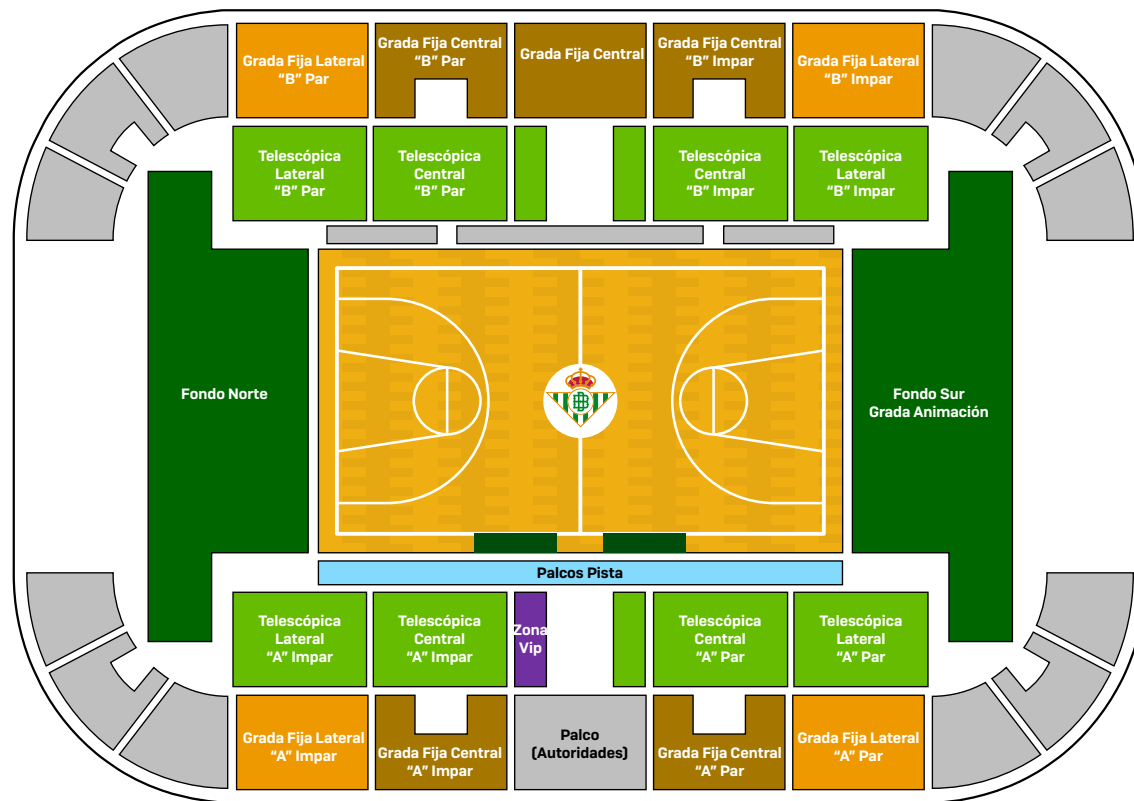 Grada Fija Lateral
“B” Par
Grada Fija Central
“B” Par
Grada Fija Central
Grada Fija Central
“B” Impar
Grada Fija Lateral
“B” Impar
Telescópica
Lateral
“B” Par
Telescópica
Central
“B” Par
Telescópica
Central
“B” Impar
Telescópica
Lateral
“B” Impar
Fondo Norte
Fondo Sur
Grada Animación
Palcos Pista
Telescópica
Lateral
“A” Impar
Telescópica
Central
“A” Impar
Zona
Vip
Telescópica
Central
“A” Par
Telescópica
Lateral
“A” Par
Grada Fija Lateral
“A” Impar
Grada Fija Central
“A” Impar
Palco
(Autoridades)
Grada Fija Central
“A” Par
Grada Fija Lateral
“A” Par